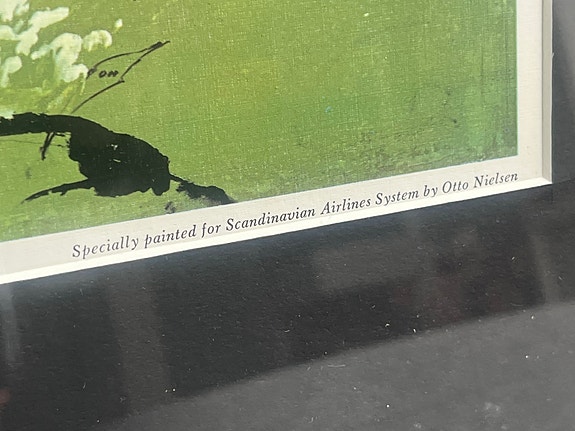 Specially painted for Scandinavian Airlines System by Otto Nielsen